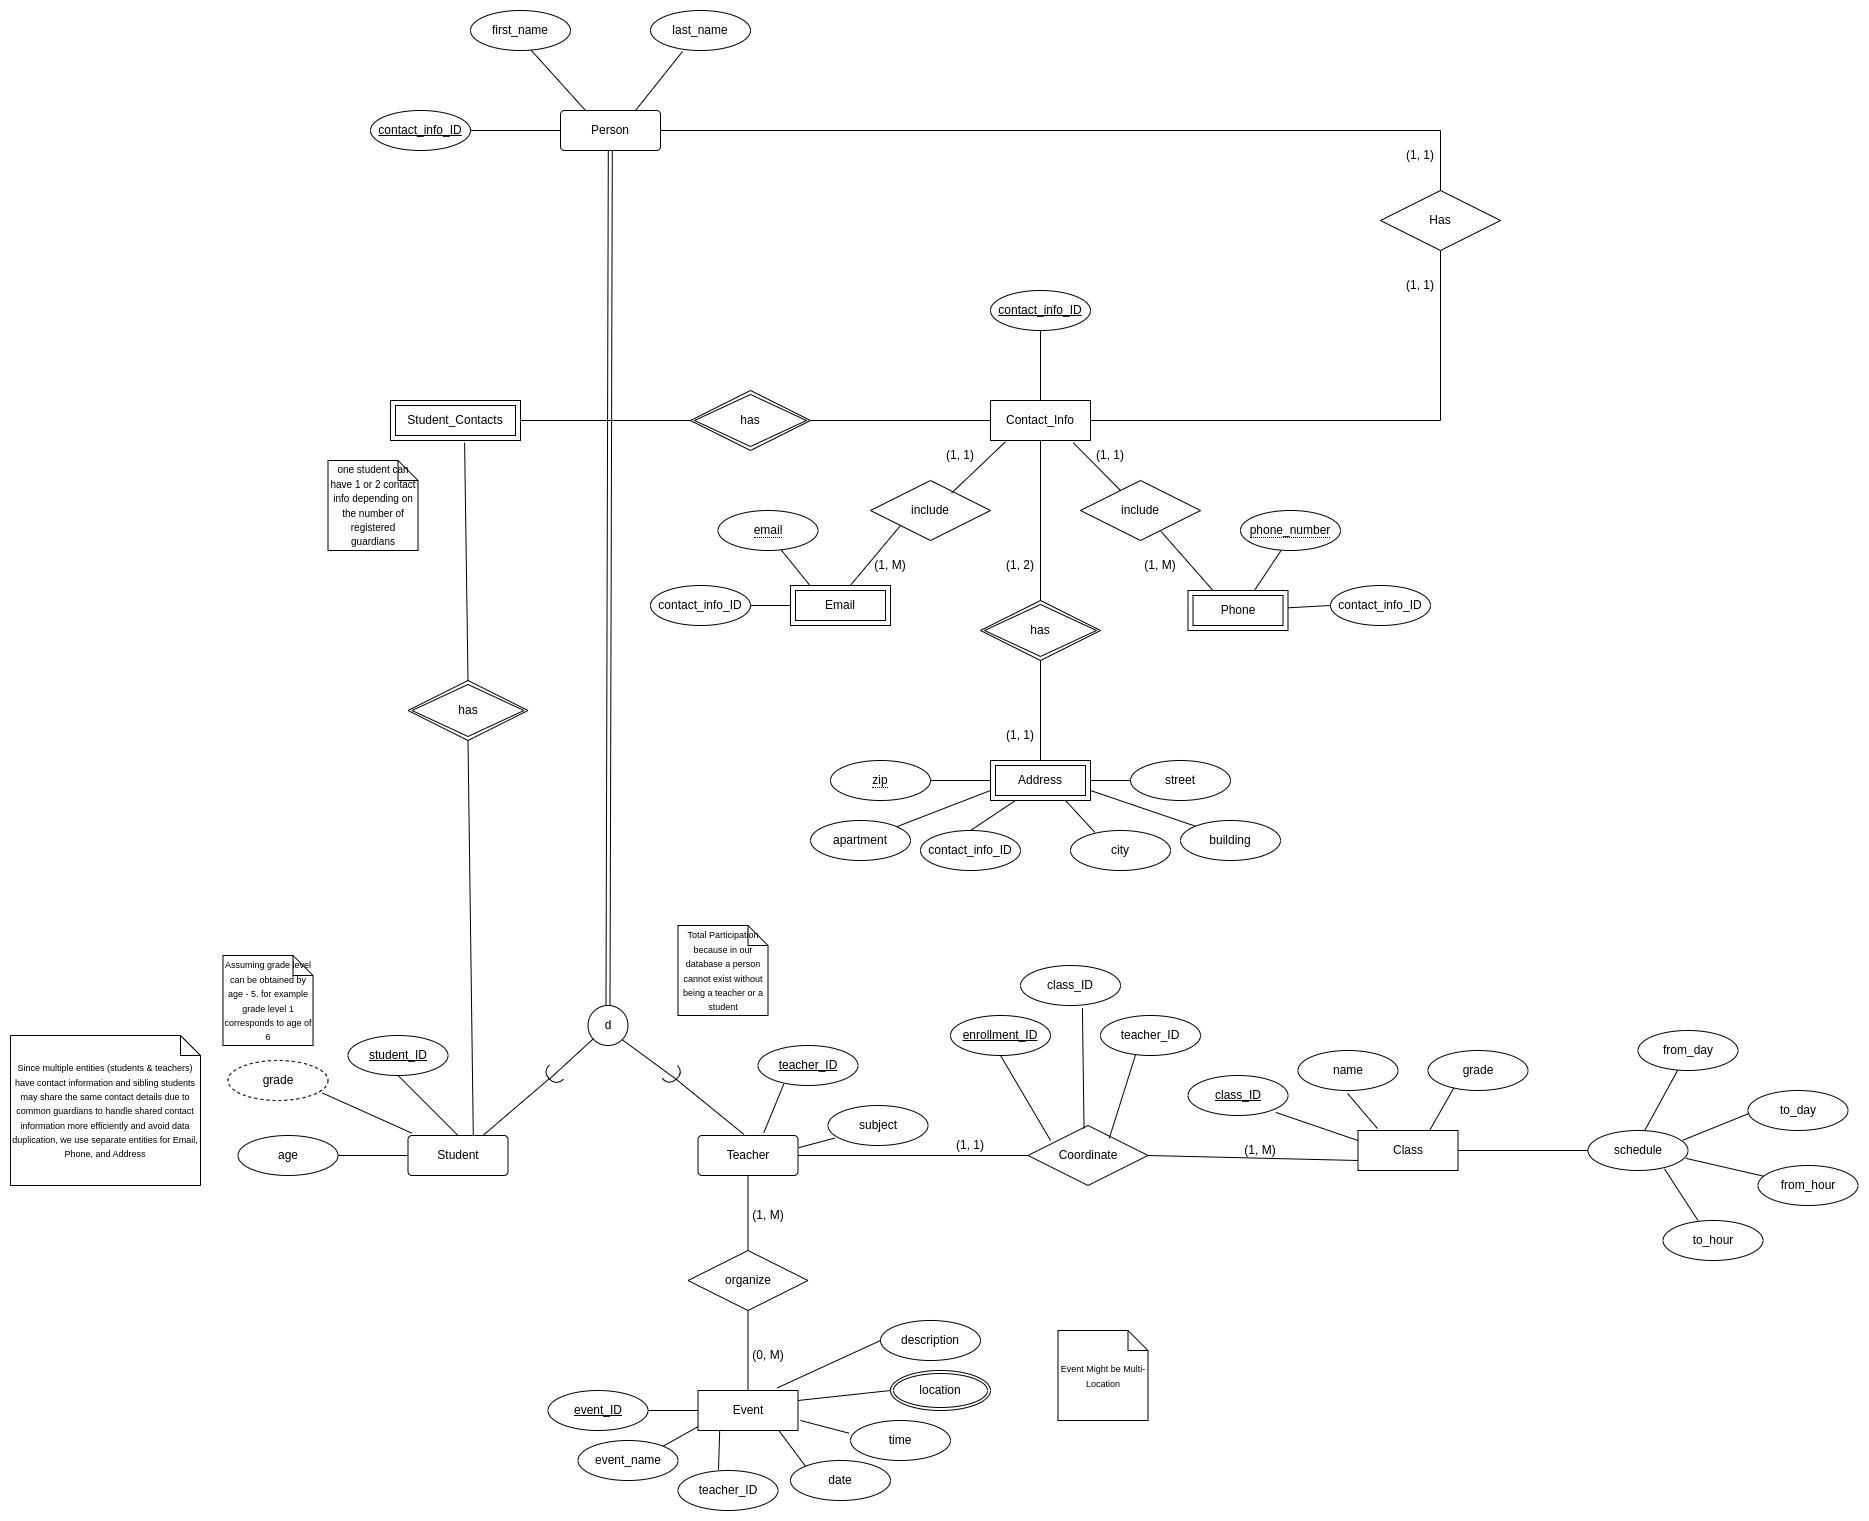 first_name
last_name
contact_info_ID
Person
(1, 1)
Has
(1, 1)
contact_info_ID
Student_Contacts
has
Contact_Info
(1, 1)
(1, 1)
one student can
have 1 or 2 contact
info depending on
the number of
registered
guardians
include
include
email
phone_number
(1, M)
(1, 2)
(1, M)
contact_info_ID
Email
Phone
contact_info_ID
has
has
(1, 1)
zip
Address
street
apartment
contact_info_ID
city
building
Total Participation
because in our
database a person
cannot exist without
being a teacher or a
student
Assuming grade level
can be obtained by
age - 5. for example
grade level 1
corresponds to age of
6
d
class_ID
enrollment_ID
teacher_ID
Since multiple entities (students & teachers)
have contact information and sibling students
may share the same contact details due to
common guardians to handle shared contact
information more efficiently and avoid data
duplication, we use separate entities for Email,
Phone, and Address
grade
student_ID
teacher_ID
subject
age
Student
Teacher
(1, 1)
Coordinate
(1, M)
class_ID
name
grade
Class
schedule
from_day
to_day
from_hour
to_hour
(1, M)
organize
(0, M)
description
location
Event Might be Multi-
Location
event_ID
Event
time
event_name
teacher_ID
date